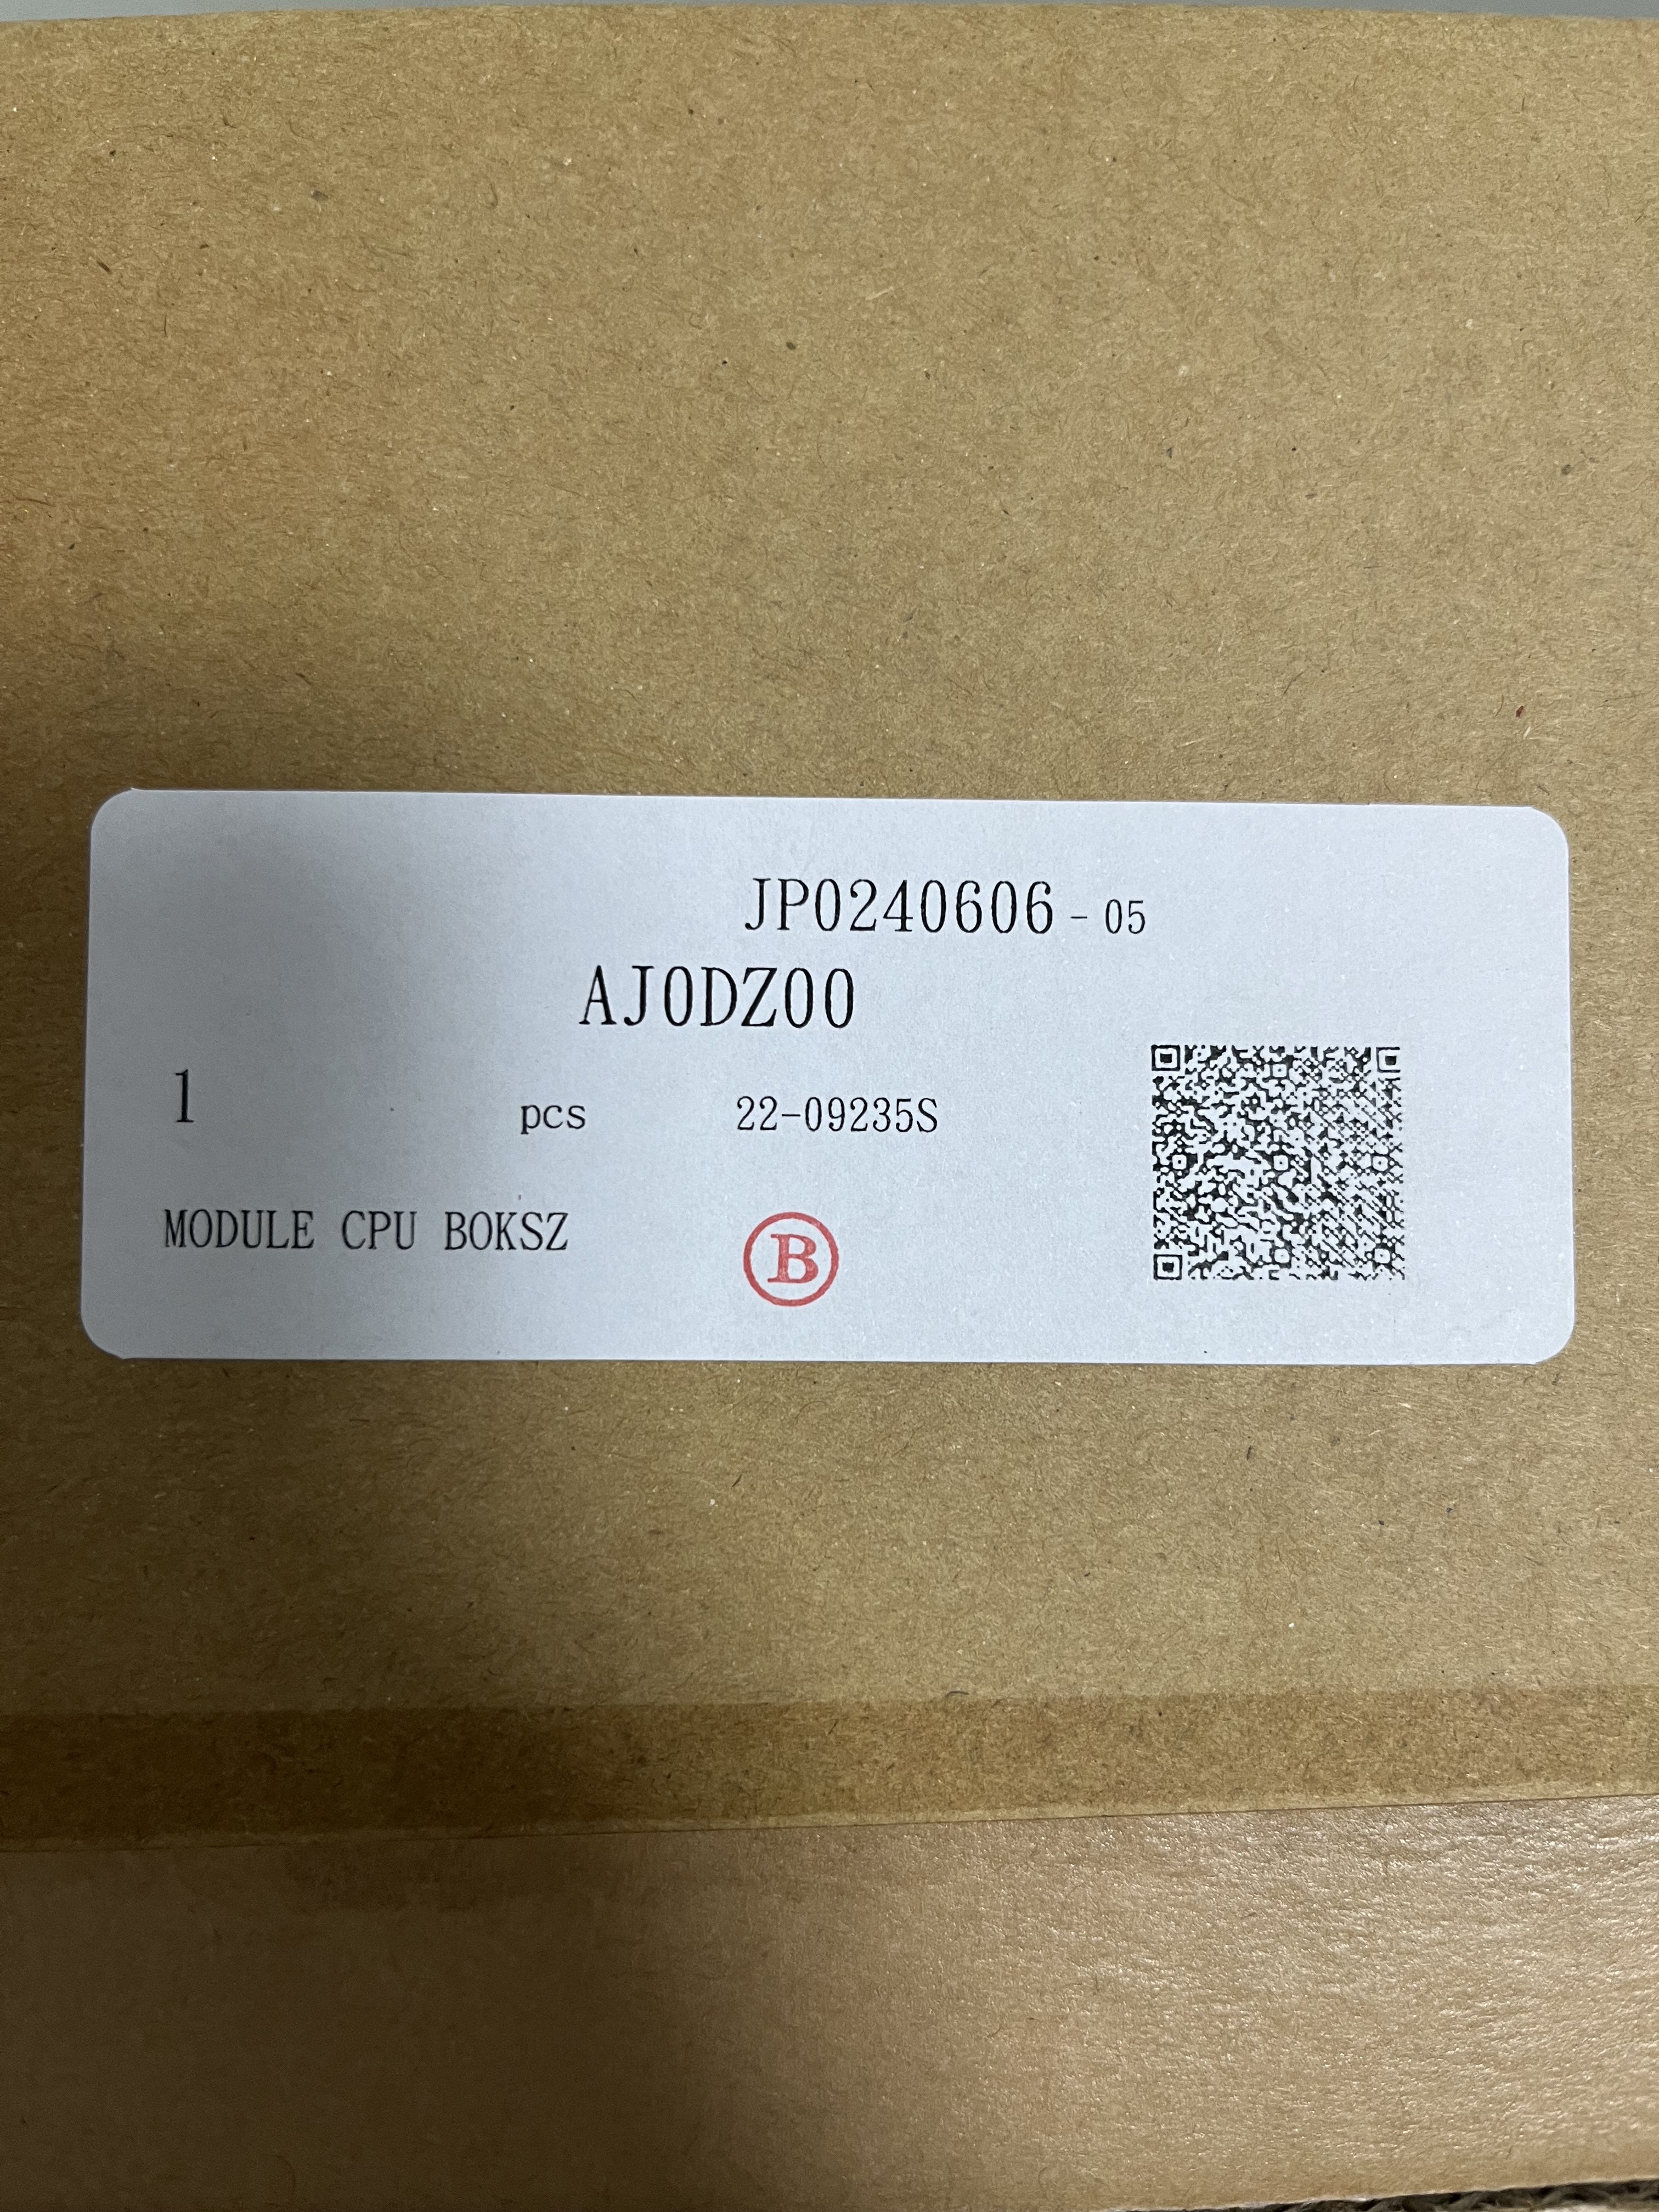 JP0240606 - 05
AJ0DZ00
1 pcs 22-09235S
MODULE CPU BOKSZ B